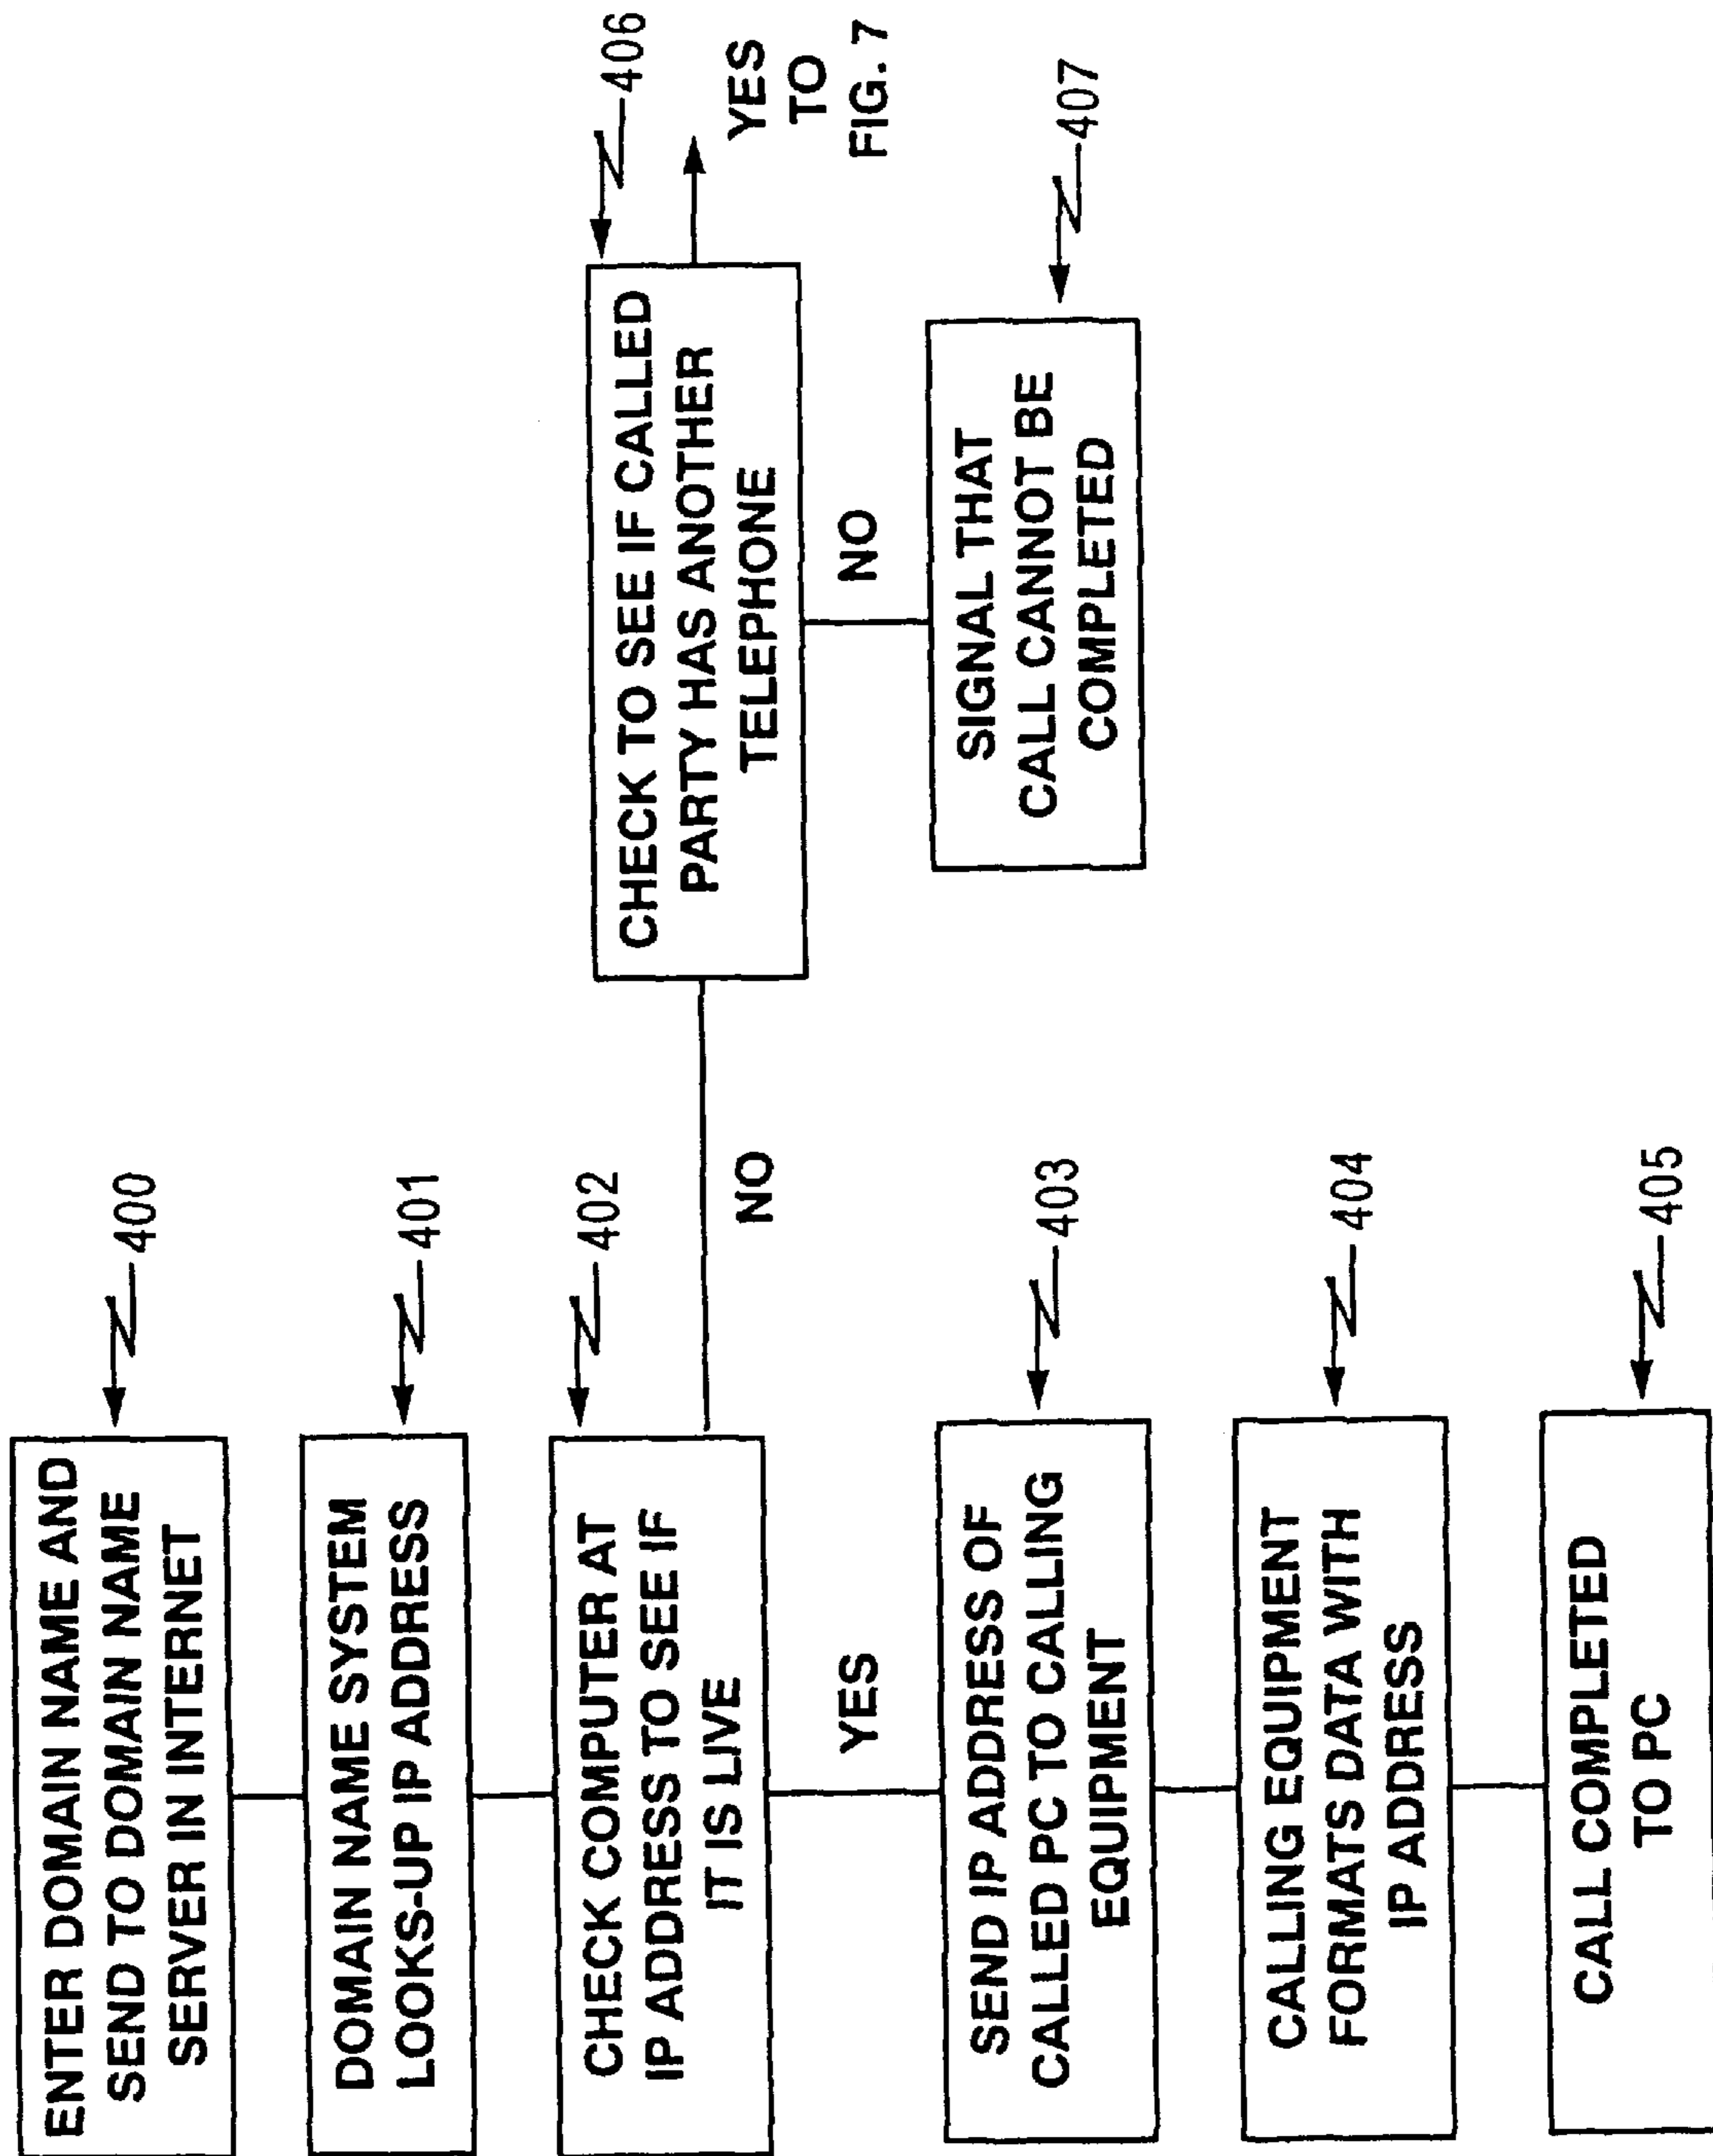 ENTER DOMAIN NAME AND
SEND TO DOMAIN NAME
SERVER IN INTERNET
400
DOMAIN NAME SYSTEM
LOOKS-UP IP ADDRESS
401
CHECK COMPUTER AT
IP ADDRESS TO SEE IF
IT IS LIVE
402
NO
CHECK TO SEE IF CALLED
PARTY HAS ANOTHER
TELEPHONE
406
YES
TO
FIG. 7
NO
SIGNAL THAT
CALL CANNOT BE
COMPLETED
407
YES
SEND IP ADDRESS OF
CALLED PC TO CALLING
EQUIPMENT
403
CALLING EQUIPMENT
FORMATS DATA WITH
IP ADDRESS
404
CALL COMPLETED
TO PC
405